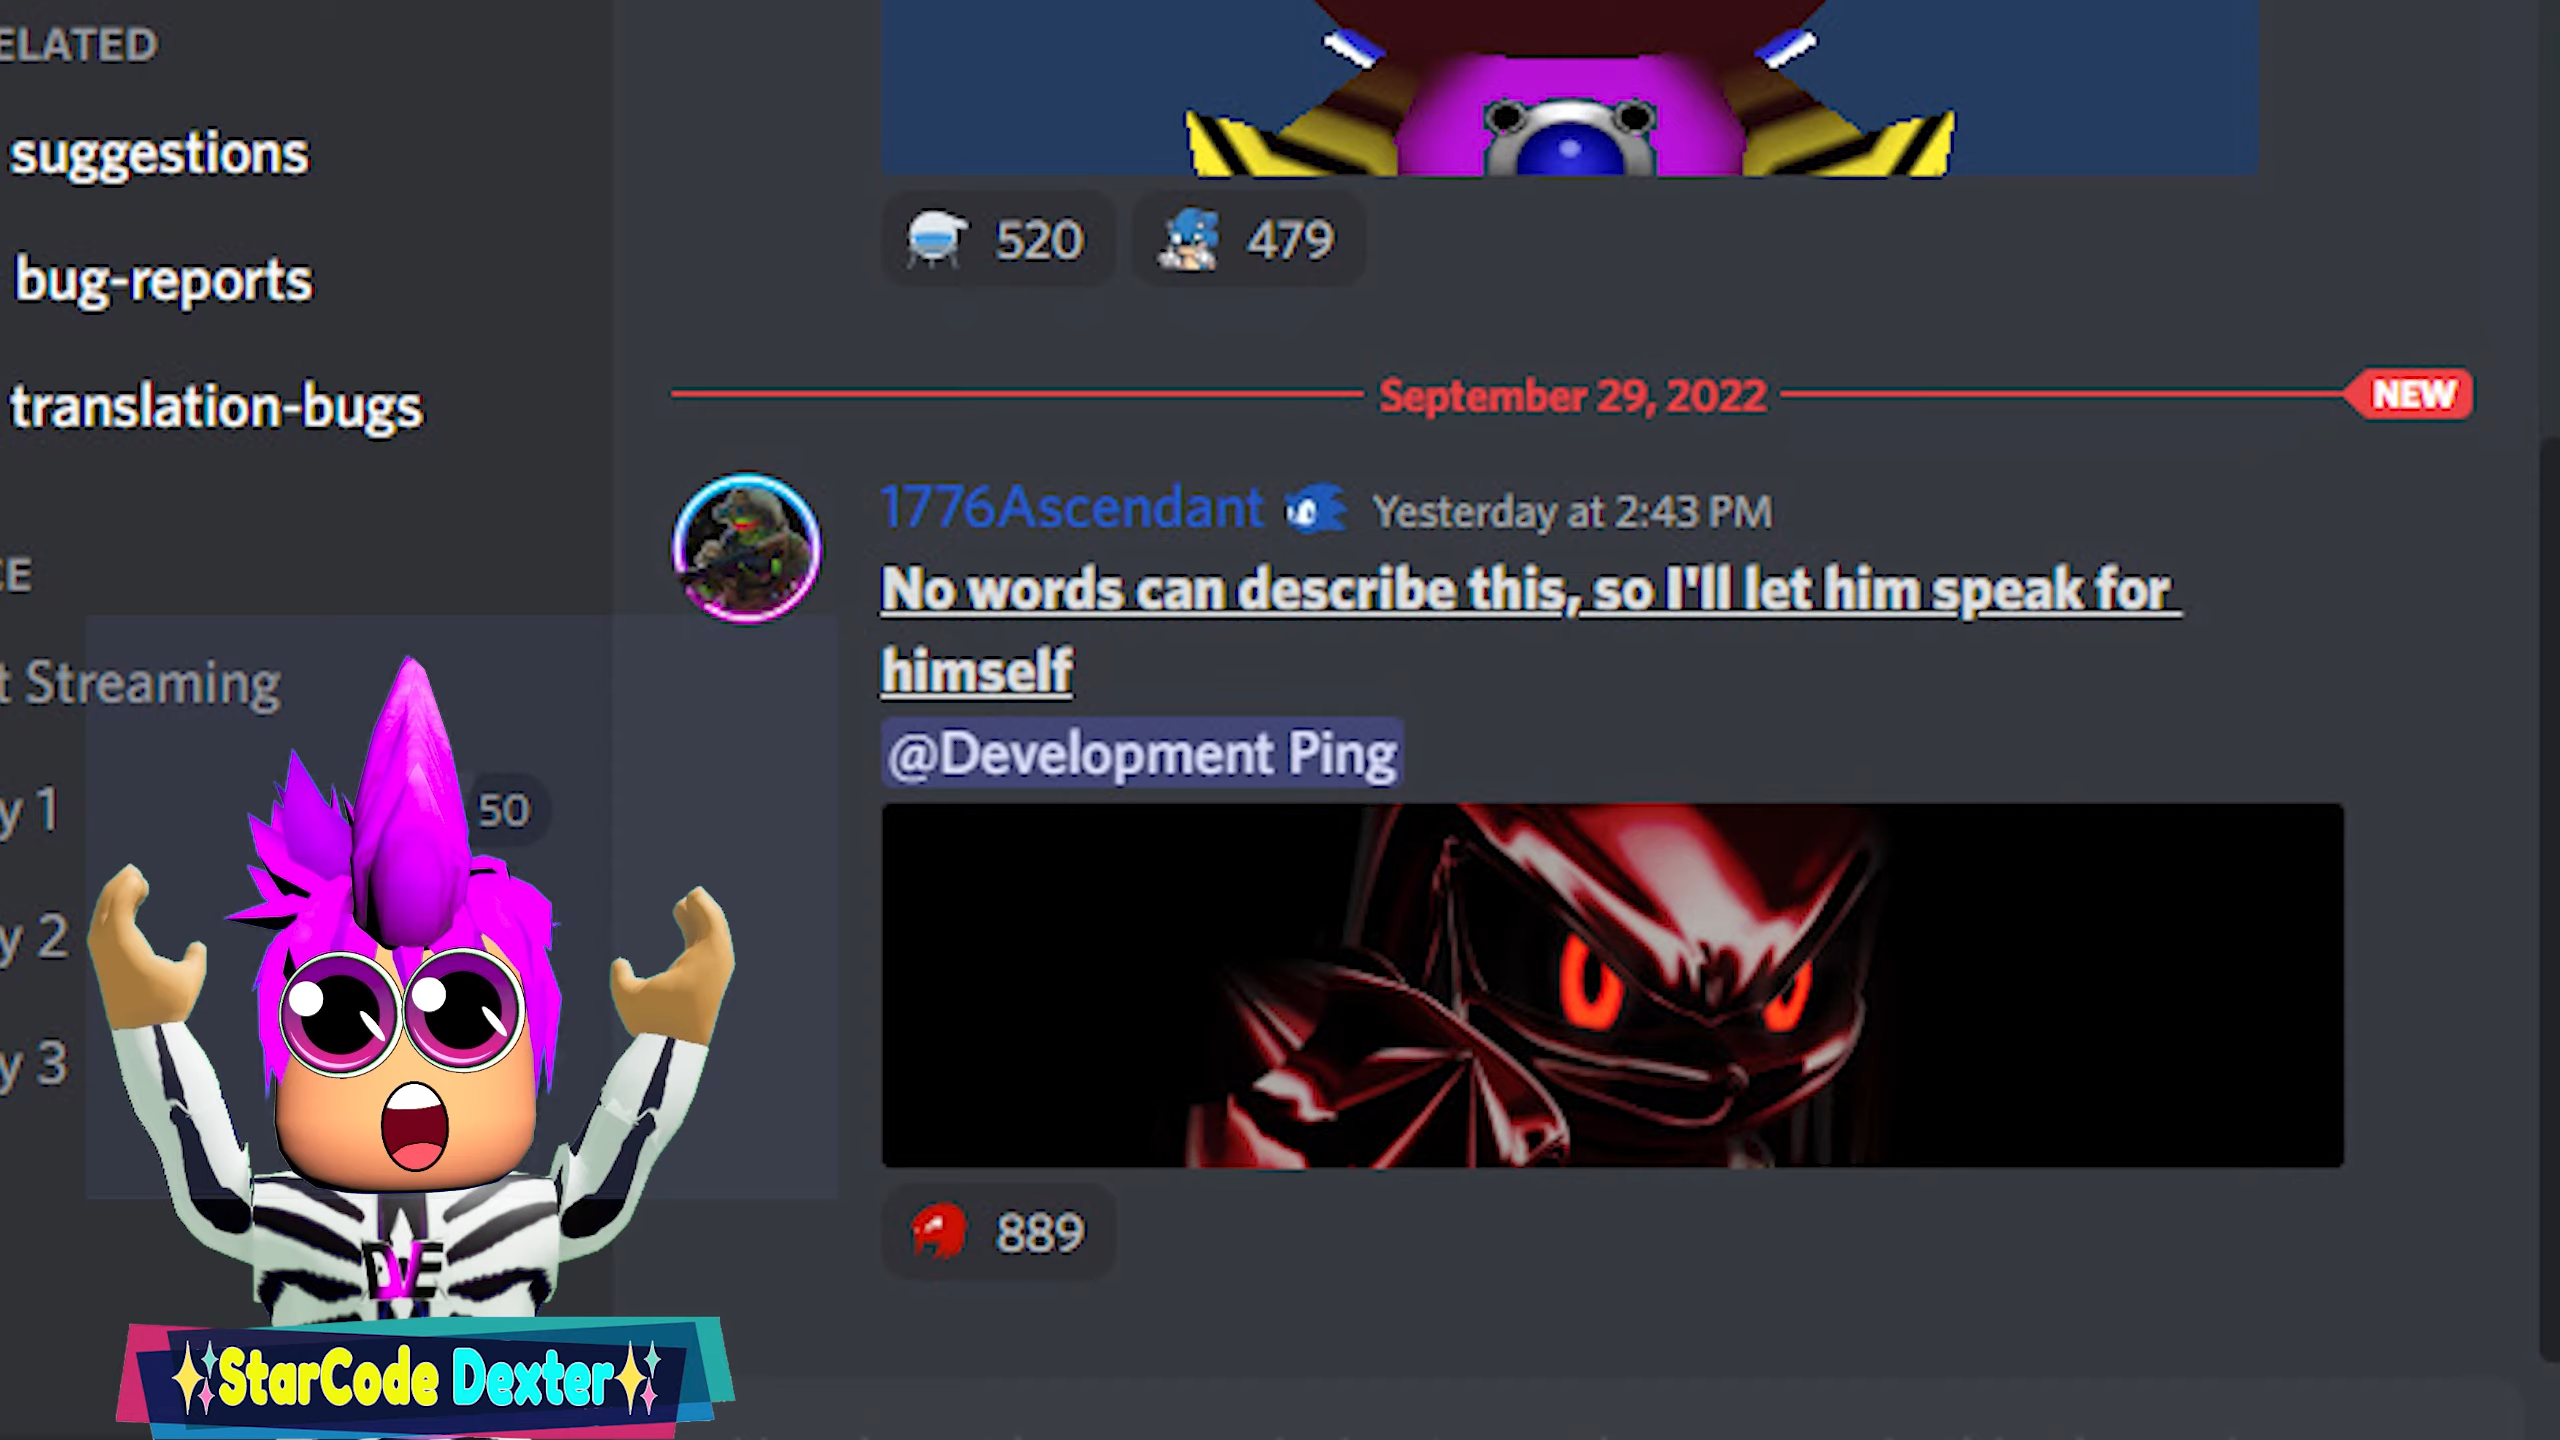 ELATED
suggestions
bug-reports
translation-bugs
CE
t Streaming
y 1
50
y 2
y 3
520
479
September 29, 2022
NEW
1776Ascendant
Yesterday at 2:43 PM
No words can describe this, so I'll let him speak for
himself
@Development Ping
889
DE
✨StarCode Dexter✨